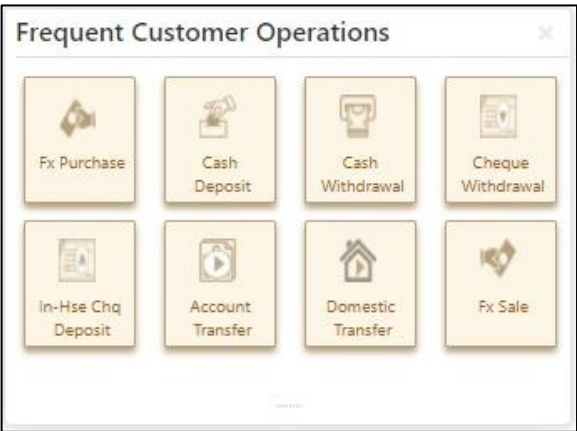 Frequent Customer Operations
Fx Purchase
Cash
Deposit
Cash
Withdrawal
Cheque
Withdrawal
In-Hse Chq
Deposit
Account
Transfer
Domestic
Transfer
Fx Sale